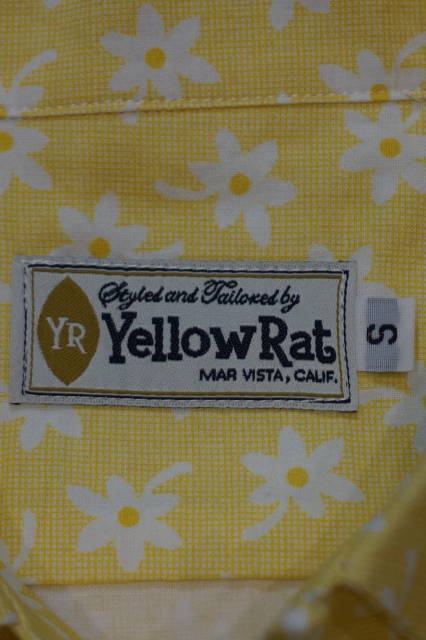 Styled and Tailored by
YR
YellowRat
MAR VISTA, CALIF.
S